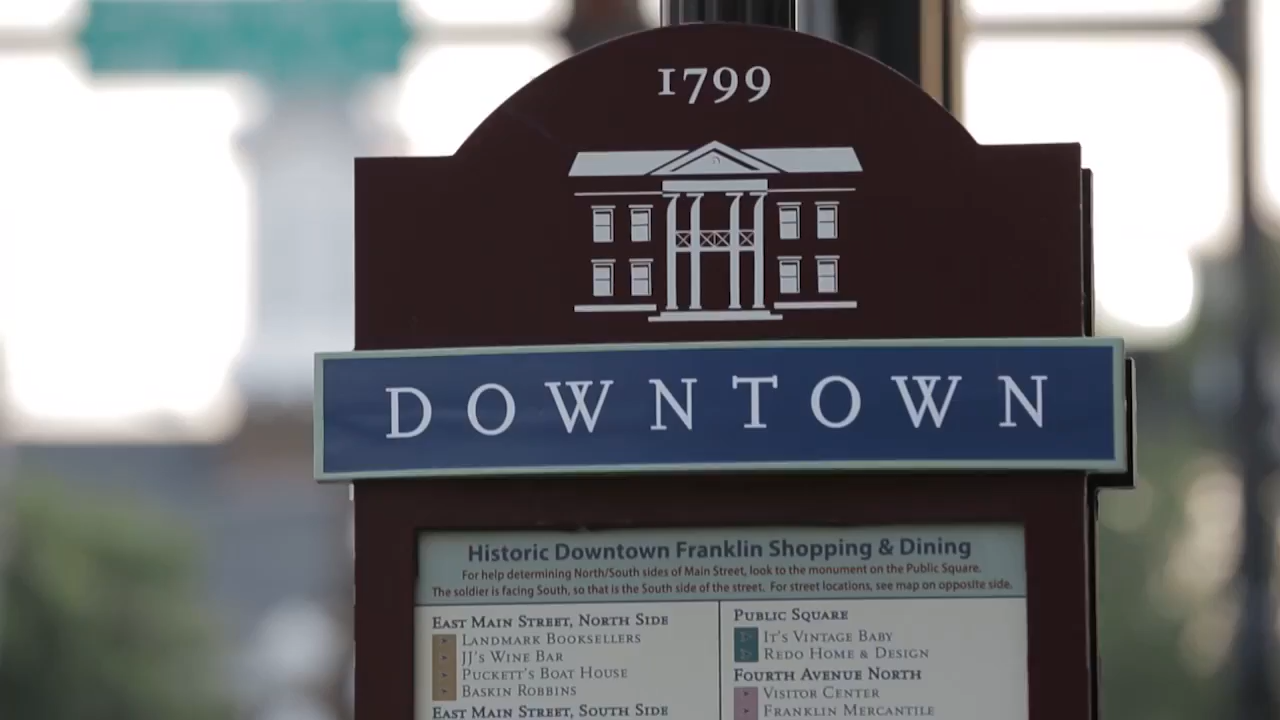 1799
DOWNTOWN
Historic Downtown Franklin Shopping & Dining
For help determining North/South sides of Main Street, look to the monument on the Public Square.
The soldier is facing South, so that is the South side of the street. For street locations, see map on opposite side.
EAST MAIN STREET, NORTH SIDE
LANDMARK BOOKSELLERS
JJ'S WINE BAR
PUCKETT'S BOAT HOUSE
BASKIN ROBBINS
EAST MAIN STREET, SOUTH SIDE
PUBLIC SQUARE
IT'S VINTAGE BABY
REDO HOME & DESIGN
FOURTH AVENUE NORTH
VISITOR CENTER
FRANKLIN MERCANTILE